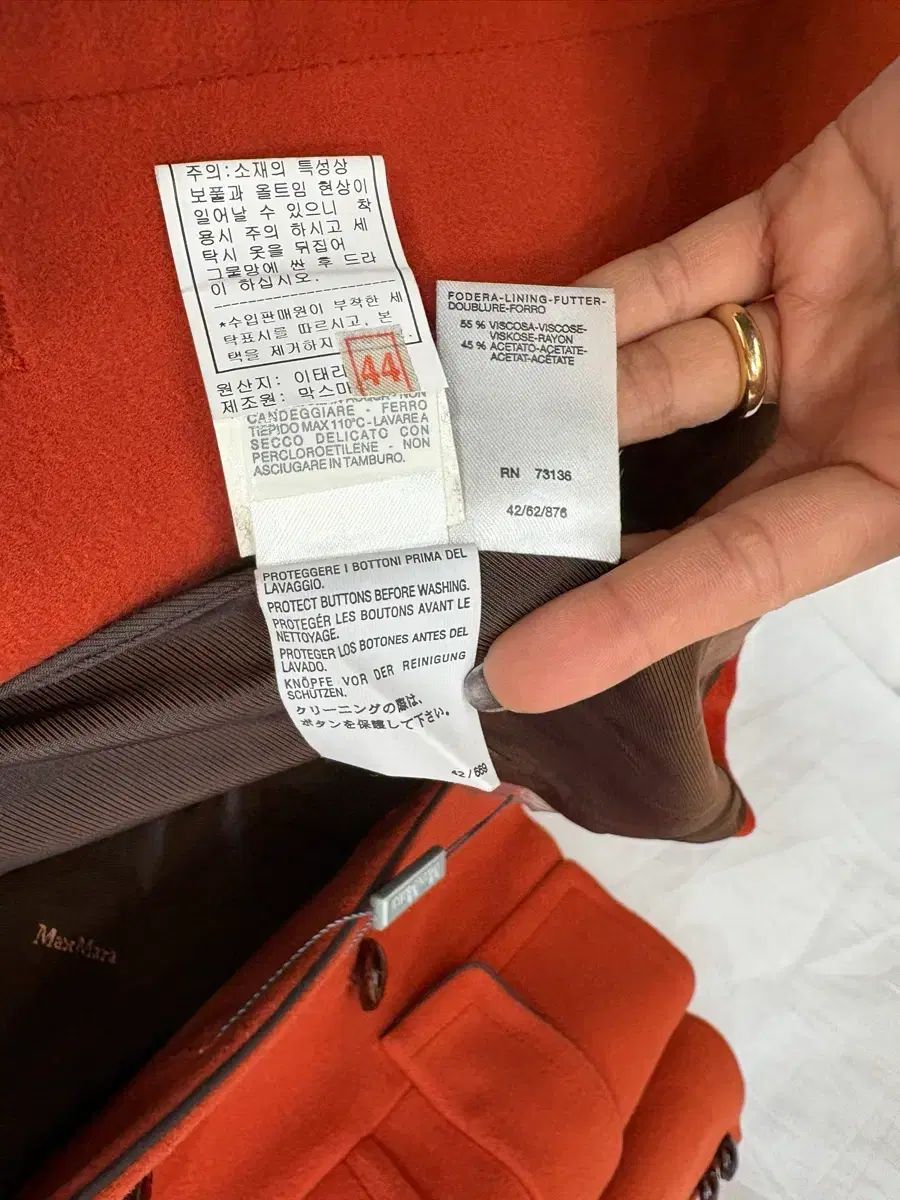 주의:소재의 특성상
보풀과 올트임 현상이
일어날 수 있으니 착
용시 주의 하시고 세
탁시 옷을 뒤집어
그물망에 싼 후 드라
이 하십시오.
*수입판매원이 부착한 세
탁표시를 따르시고, 본
택을 제거하지
원산지: 이태리
제조원: 막스마
44
CANDEGGIARE - FERRO
TIEPIDO MAX 110°C - LAVARE A
SECCO DELICATO CON
PERCLOROETILENE - NON
ASCIUGARE IN TAMBURO.
FODERA-LINING-FUTTER-
DOUBLURE-FORRO
55 % VISCOSA-VISCOSE-
VISKOSE-RAYON
45 % ACETATO-ACETATE-
ACETAT-ACÉTATE
RN 73136
42/62/876
PROTEGGERE I BOTTONI PRIMA DEL
LAVAGGIO.
PROTECT BUTTONS BEFORE WASHING.
PROTEGÉR LES BOUTONS AVANT LE
NETTOYAGE.
PROTEGER LOS BOTONES ANTES DEL
LAVADO.
KNÖPFE VOR DER REINIGUNG
SCHÜTZEN.
クリーニングの際は、
ボタンを保護して下さい。
42/669
MaxMara
MaxMara